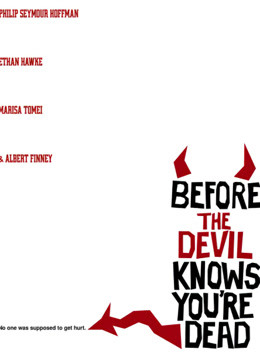 PHILIP SEYMOUR HOFFMAN
ETHAN HAWKE
MARISA TOMEI
& ALBERT FINNEY
BEFORE
THE
DEVIL
KNOWS
YOU'RE
DEAD
No one was supposed to get hurt.